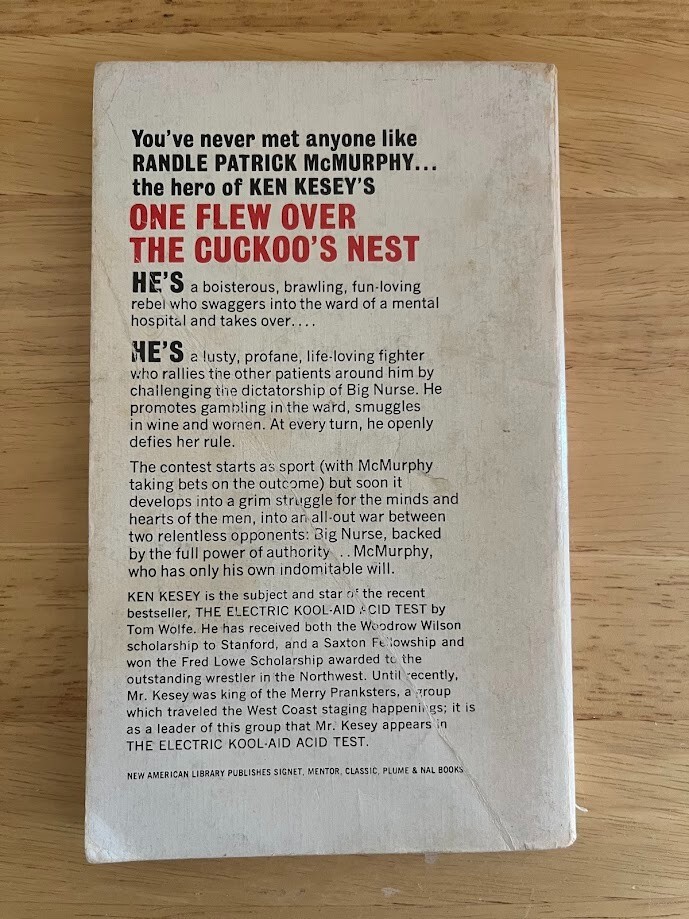 You've never met anyone like
RANDLE PATRICK McMURPHY...
the hero of KEN KESEY'S
ONE FLEW OVER
THE CUCKOO'S NEST
HE'S a boisterous, brawling, fun-loving
rebel who swaggers into the ward of a mental
hospital and takes over....
HE'S a lusty, profane, life-loving fighter
who rallies the other patients around him by
challenging the dictatorship of Big Nurse. He
promotes gambling in the ward, smuggles
in wine and women. At every turn, he openly
defies her rule.
The contest starts as sport (with McMurphy
taking bets on the outcome) but soon it
develops into a grim struggle for the minds and
hearts of the men, into an all-out war between
two relentless opponents: Big Nurse, backed
by the full power of authority ... McMurphy,
who has only his own indomitable will.
KEN KESEY is the subject and star of the recent
bestseller, THE ELECTRIC KOOL-AID ACID TEST by
Tom Wolfe. He has received both the Woodrow Wilson
scholarship to Stanford, and a Saxton Fellowship and
won the Fred Lowe Scholarship awarded to the
outstanding wrestler in the Northwest. Until recently,
Mr. Kesey was king of the Merry Pranksters, a group
which traveled the West Coast staging happenings; it is
as a leader of this group that Mr. Kesey appears in
THE ELECTRIC KOOL-AID ACID TEST.
NEW AMERICAN LIBRARY PUBLISHES SIGNET, MENTOR, CLASSIC, PLUME & NAL BOOKS